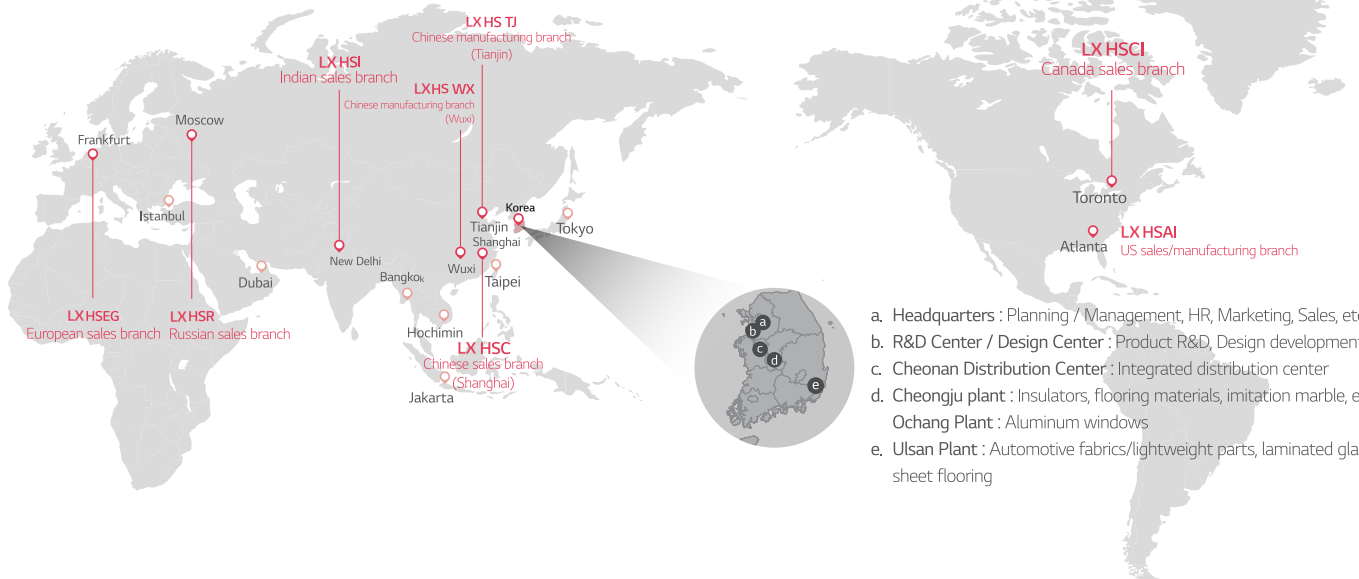 LX HS TJ
Chinese manufacturing branch
(Tianjin)
LX HSI
Indian sales branch
LX HS WX
Chinese manufacturing branch
(Wuxi)
Moscow
Frankfurt
Istanbul
Dubai
New Delhi
Bangkok
Hochimin
Jakarta
Wuxi
Tianjin
Shanghai
Taipei
Korea
Tokyo
LX HSEG
European sales branch
LX HSR
Russian sales branch
LX HSC
Chinese sales branch
(Shanghai)
LX HSCI
Canada sales branch
Toronto
Atlanta
LX HSAI
US sales/manufacturing branch
a
b
c
d
e
a. Headquarters : Planning / Management, HR, Marketing, Sales, etc
b. R&D Center / Design Center : Product R&D, Design development
c. Cheonan Distribution Center : Integrated distribution center
d. Cheongju plant : Insulators, flooring materials, imitation marble, e
Ochang Plant : Aluminum windows
e. Ulsan Plant : Automotive fabrics/lightweight parts, laminated gla
sheet flooring